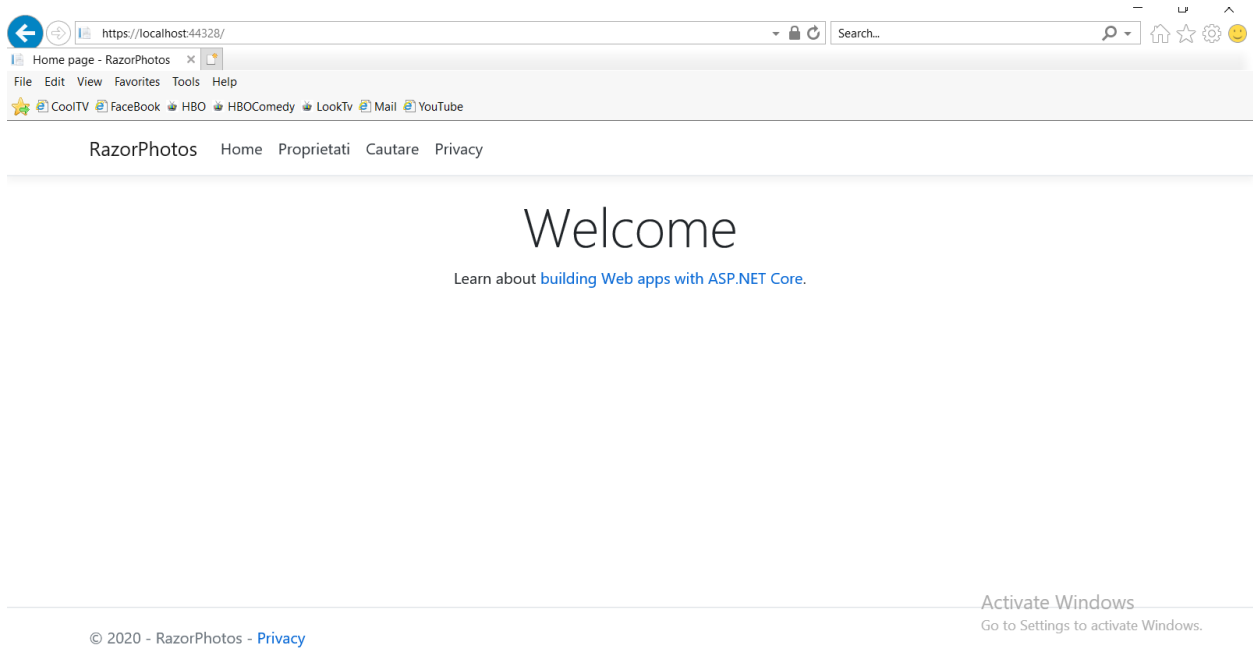 https://localhost:44328/
Search...
Home page - RazorPhotos
File Edit View Favorites Tools Help
CoolTV FaceBook HBO HBOComedy LookTv Mail YouTube
RazorPhotos Home Proprietati Cautare Privacy
Welcome
Learn about building Web apps with ASP.NET Core.
Activate Windows
Go to Settings to activate Windows.
© 2020 - RazorPhotos - Privacy